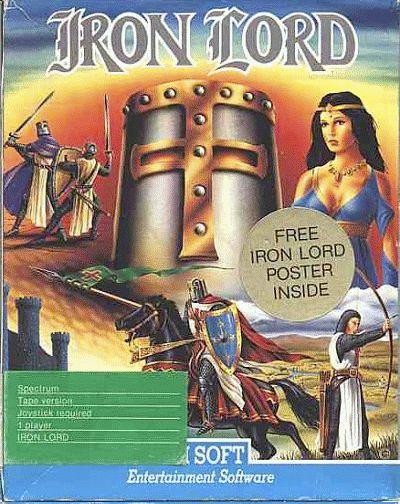 IRON LORD
FREE
IRON LORD
POSTER
INSIDE
Spectrum
Tape version
Joystick required
1 player
IRON LORD
SOFT
Entertainment Software